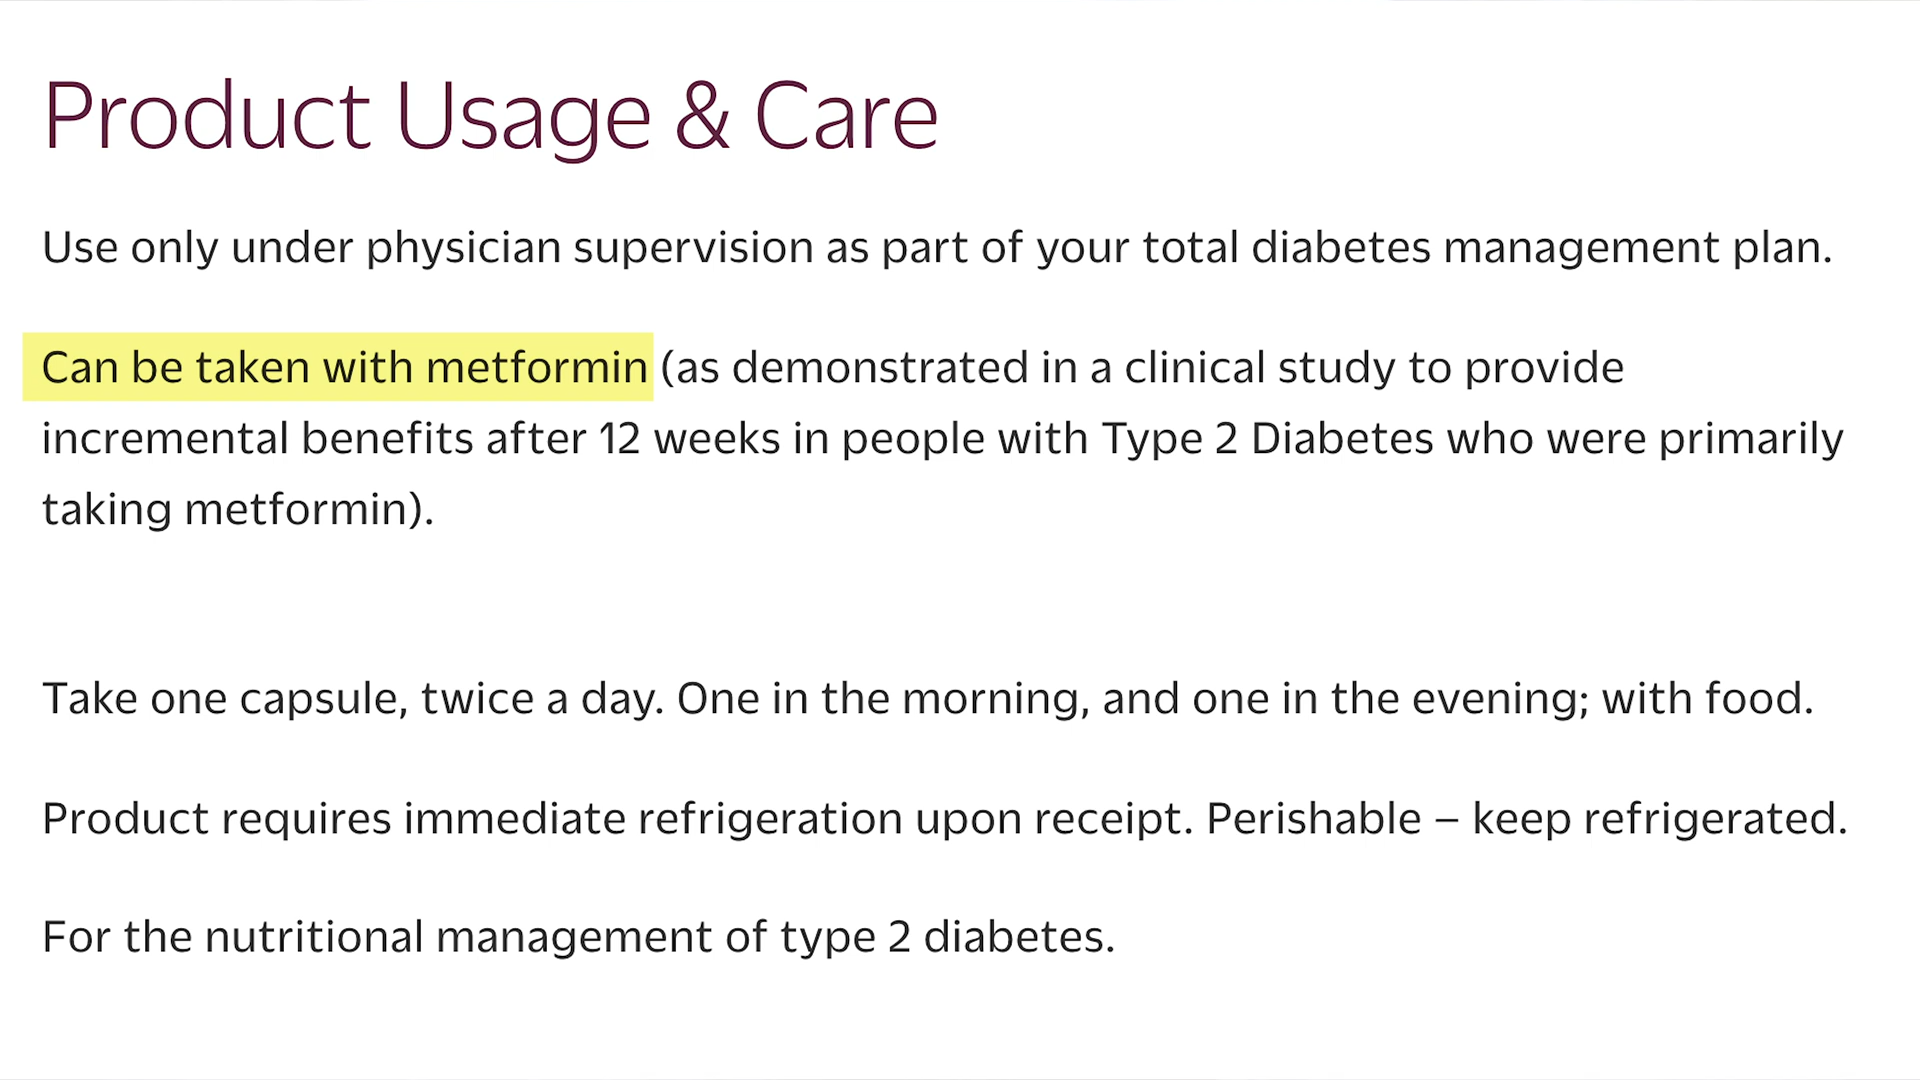 Product Usage & Care
Use only under physician supervision as part of your total diabetes management plan.
Can be taken with metformin (as demonstrated in a clinical study to provide
incremental benefits after 12 weeks in people with Type 2 Diabetes who were primarily
taking metformin).
Take one capsule, twice a day. One in the morning, and one in the evening; with food.
Product requires immediate refrigeration upon receipt. Perishable – keep refrigerated.
For the nutritional management of type 2 diabetes.